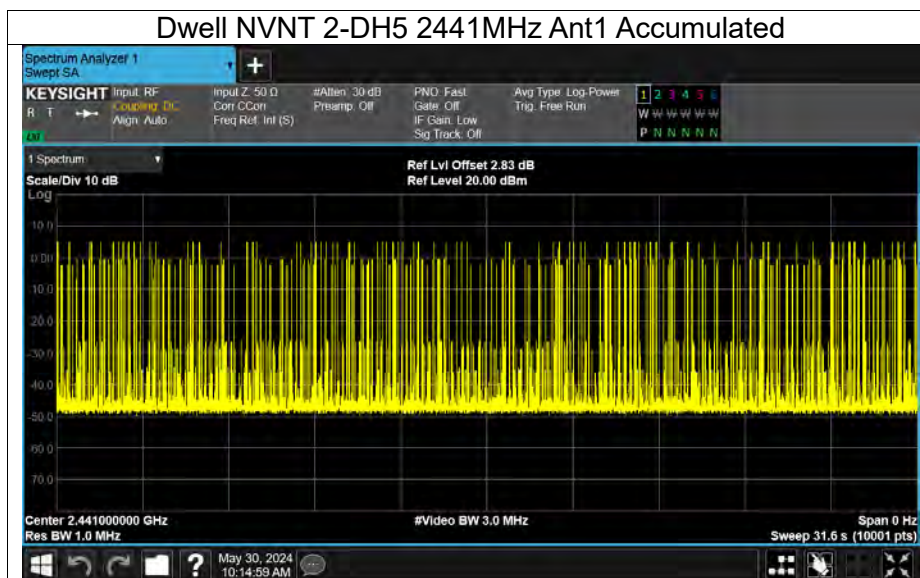 Dwell NVNT 2-DH5 2441MHz Ant1 Accumulated
Spectrum Analyzer 1
Swept SA
+
KEYSIGHT Input: RF Input Z: 50 Ω #Atten: 30 dB PNO: Fast Avg Type: Log-Power 1 2 3 4 5 6
R T Coupling: DC Corr CCorr Preamp: Off Gate: Off Trig: Free Run W W W W W W
Align: Auto Freq Ref: Int (S) IF Gain: Low P N N N N N
Sig Track: Off
1 Spectrum
Ref Lvl Offset 2.83 dB
Scale/Div 10 dB Ref Level 20.00 dBm
Log
10.0
0.00
-10.0
-20.0
-30.0
-40.0
-50.0
-60.0
-70.0
Center 2.441000000 GHz #Video BW 3.0 MHz Span 0 Hz
Res BW 1.0 MHz Sweep 31.6 s (10001 pts)
? May 30, 2024
10:14:59 AM